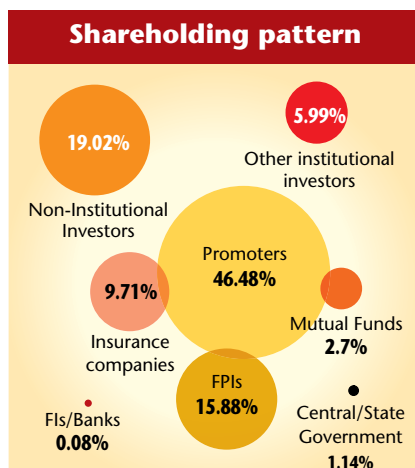 Shareholding pattern
19.02%
Non-Institutional
Investors
5.99%
Other institutional
investors
Promoters
46.48%
9.71%
Insurance
companies
Mutual Funds
2.7%
FPIs
15.88%
FIs/Banks
0.08%
Central/State
Government
1.14%